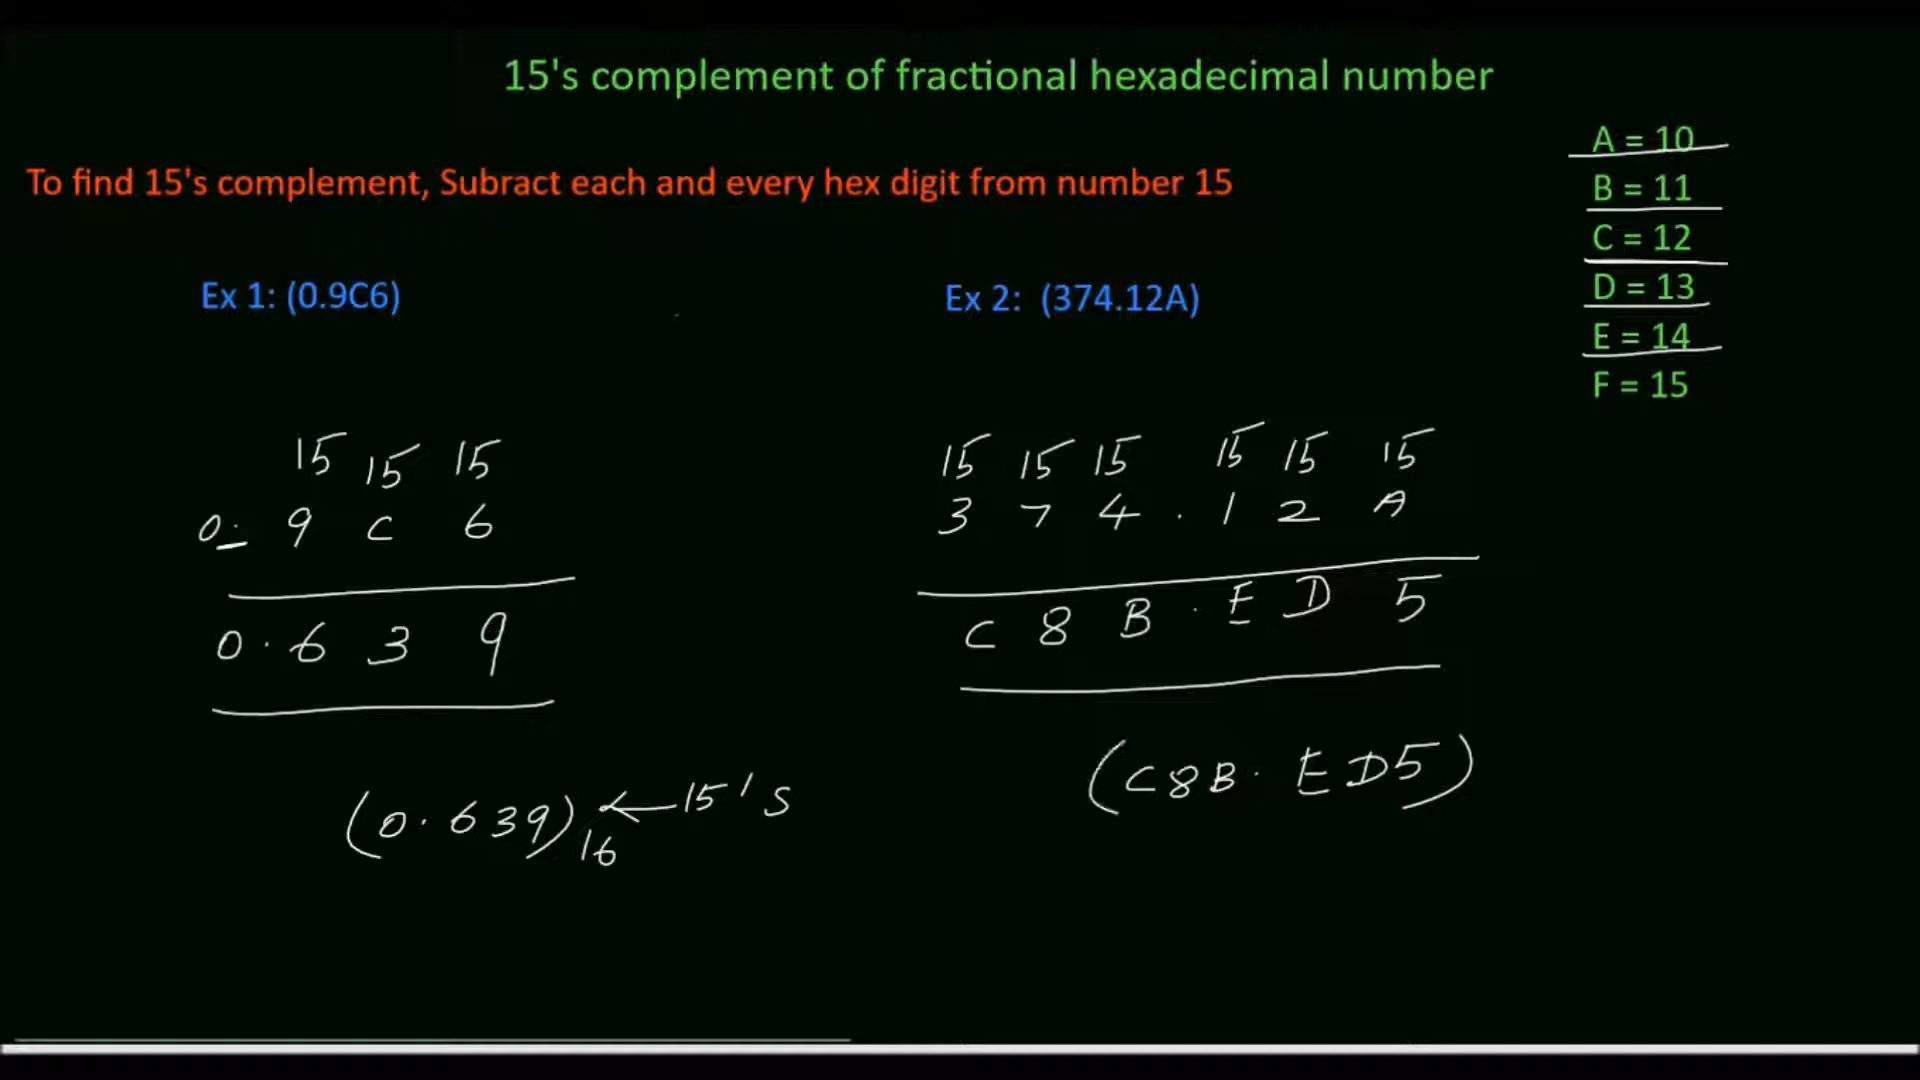 15's complement of fractional hexadecimal number
To find 15's complement, Subract each and every hex digit from number 15
A = 10
B = 11
C = 12
D = 13
E = 14
F = 15
Ex 1: (0.9C6)
15 15 15
0. 9 C 6
0.6 3 9
(0.639)16 ← 15's
Ex 2: (374.12A)
15 15 15 15 15 15
3 7 4 . 1 2 A
C 8 B . E D 5
(C8B.ED5)